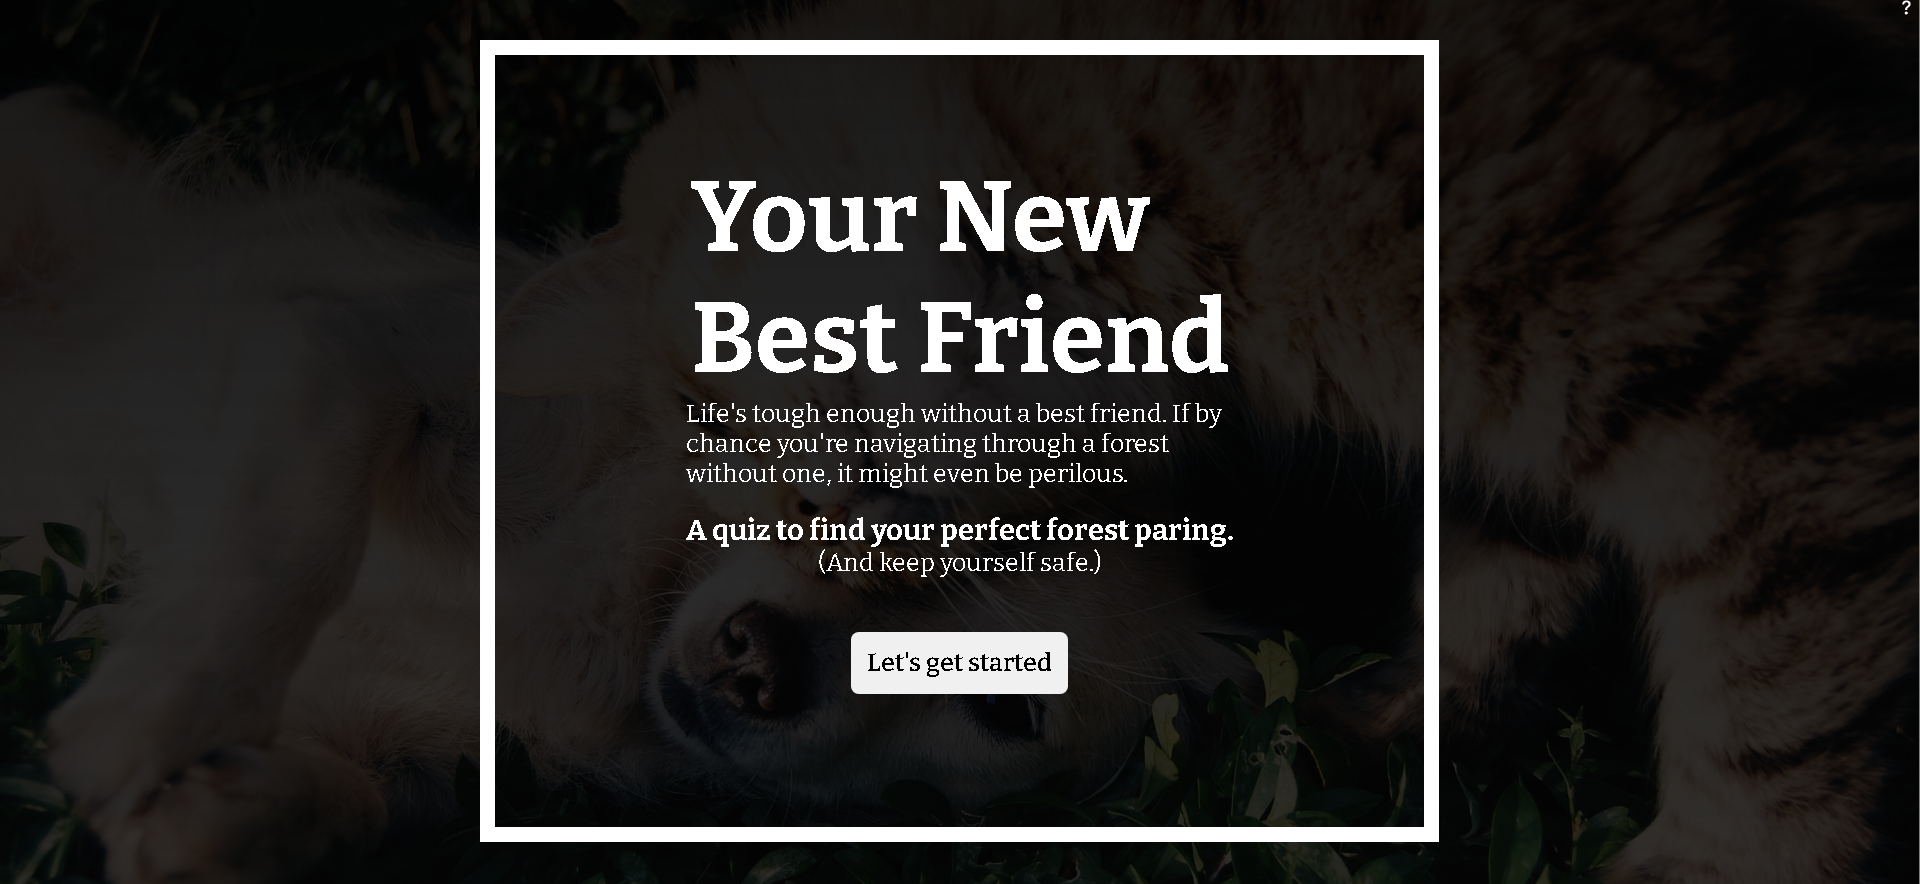 ?
Your New
Best Friend
Life's tough enough without a best friend. If by
chance you're navigating through a forest
without one, it might even be perilous.
A quiz to find your perfect forest paring.
(And keep yourself safe.)
Let's get started